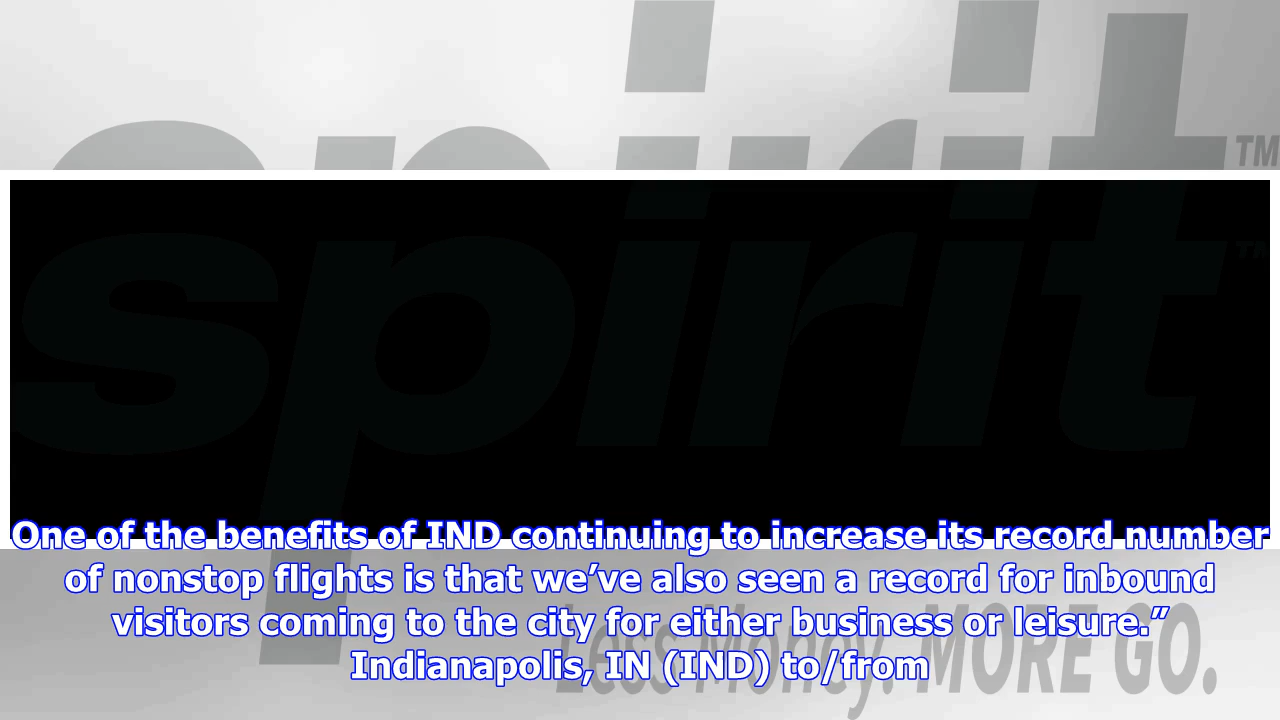 spirit
TM
One of the benefits of IND continuing to increase its record number
of nonstop flights is that we’ve also seen a record for inbound
visitors coming to the city for either business or leisure.”
Indianapolis, IN (IND) to/from
Less Money. MORE GO.